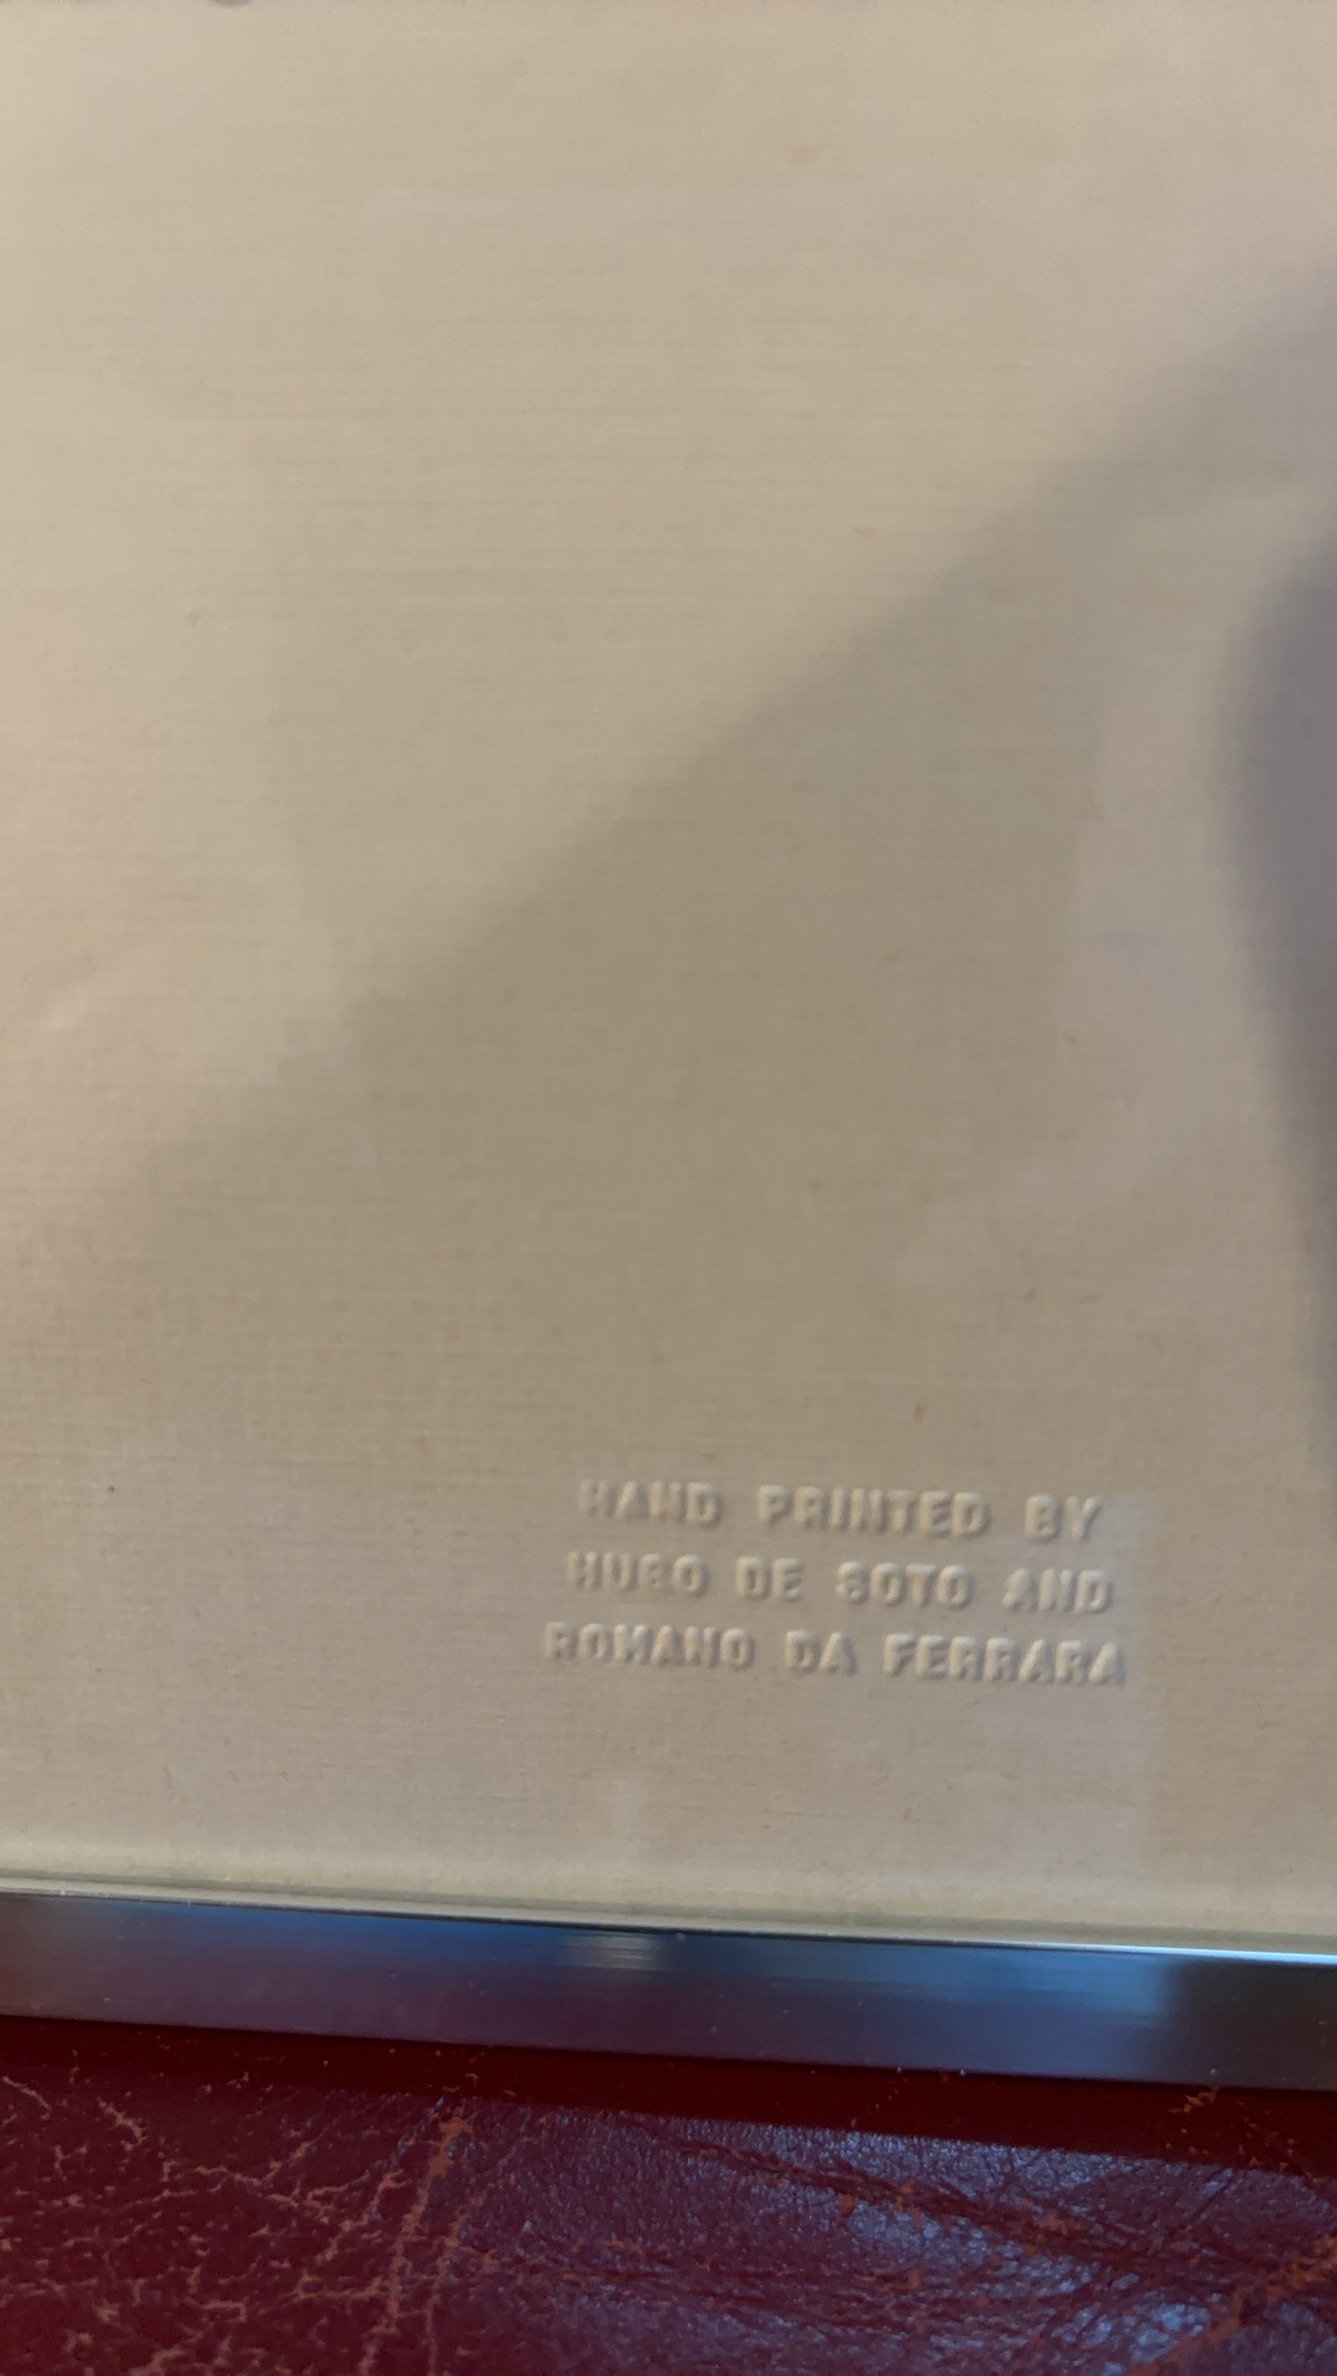 HAND PRINTED BY
HUGO DE SOTO AND
ROMANO DA FERRARA